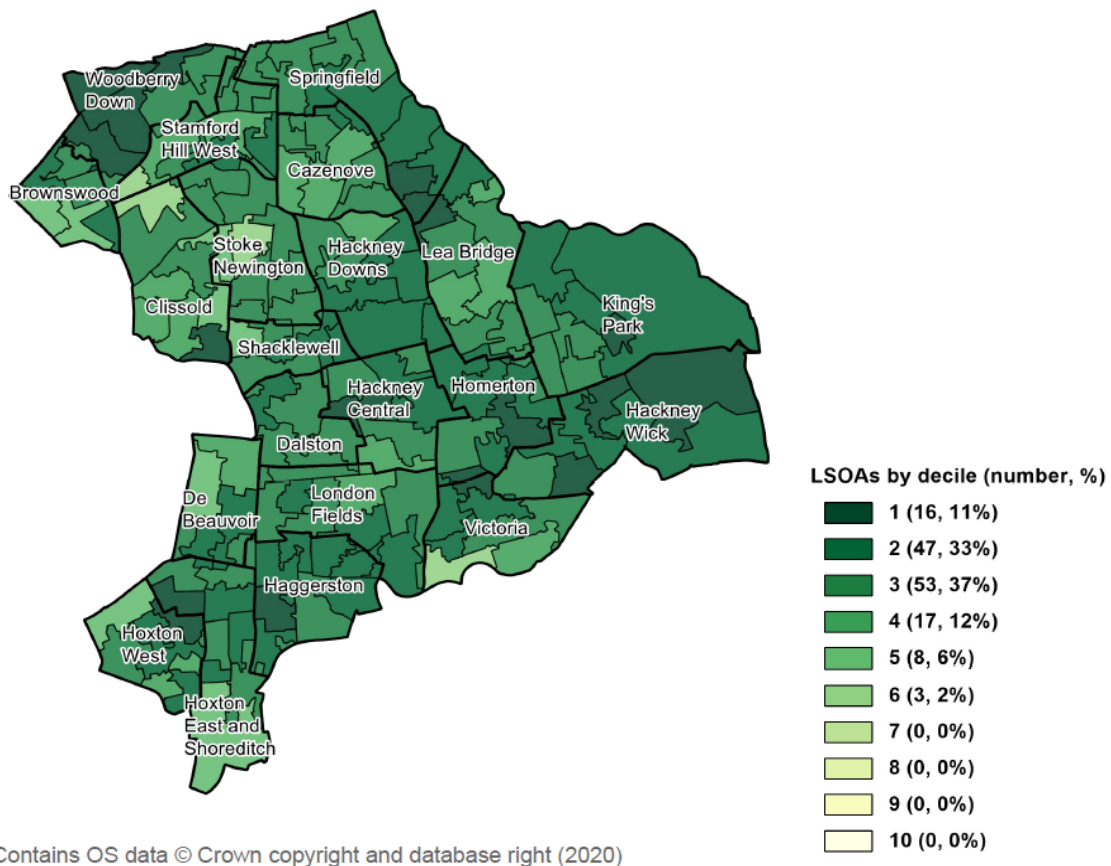 Woodberry
Down
Springfield
Stamford
Hill West
Cazenove
Brownswood
Stoke
Newington
Hackney
Downs
Lea Bridge
Clissold
King's
Park
Shacklewell
Hackney
Central
Homerton
Hackney
Wick
Dalston
De
Beauvoir
London
Fields
Victoria
Haggerston
Hoxton
West
Hoxton
East and
Shoreditch
LSOAs by decile (number, %)
1 (16, 11%)
2 (47, 33%)
3 (53, 37%)
4 (17, 12%)
5 (8, 6%)
6 (3, 2%)
7 (0, 0%)
8 (0, 0%)
9 (0, 0%)
10 (0, 0%)
Contains OS data © Crown copyright and database right (2020)